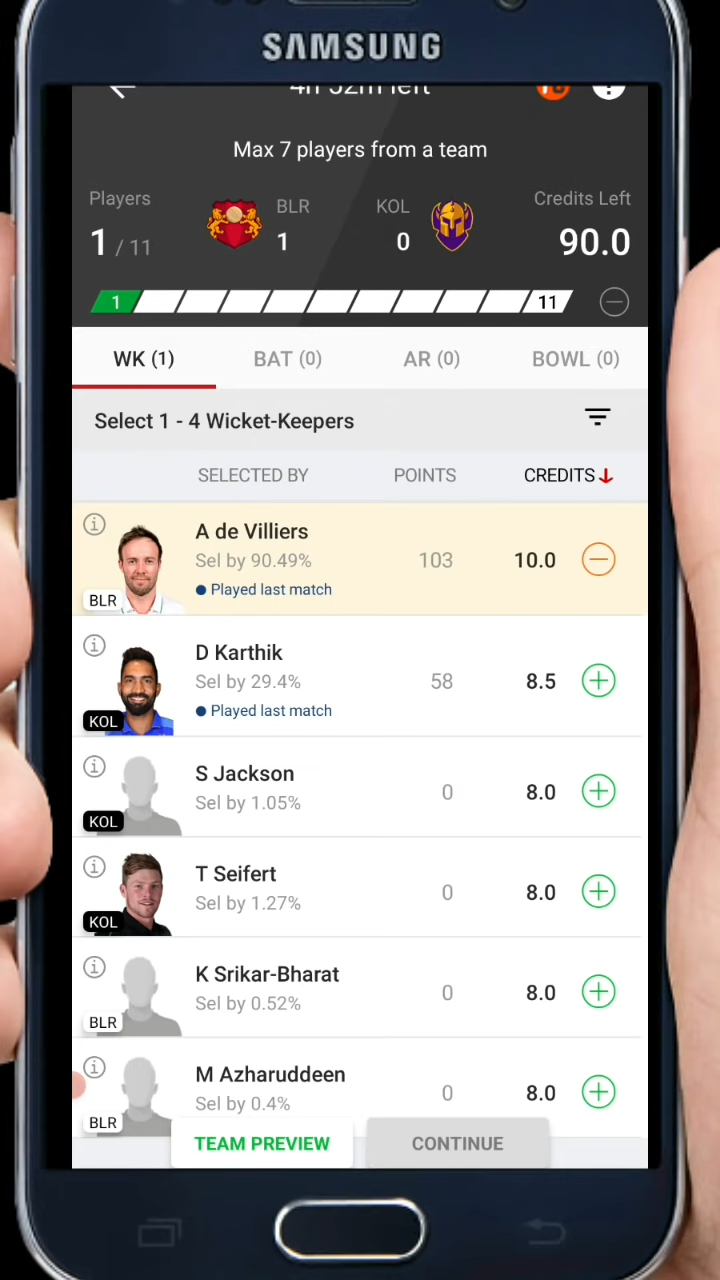 SAMSUNG
4h 52m left
Max 7 players from a team
Players BLR KOL Credits Left
1 / 11 1 0 90.0
1 11
WK (1) BAT (0) AR (0) BOWL (0)
Select 1 - 4 Wicket-Keepers
SELECTED BY POINTS CREDITS
A de Villiers
Sel by 90.49% 103 10.0
Played last match
BLR
D Karthik
Sel by 29.4% 58 8.5
Played last match
KOL
S Jackson
Sel by 1.05% 0 8.0
KOL
T Seifert
Sel by 1.27% 0 8.0
KOL
K Srikar-Bharat
Sel by 0.52% 0 8.0
BLR
M Azharuddeen
Sel by 0.4% 0 8.0
BLR
TEAM PREVIEW CONTINUE